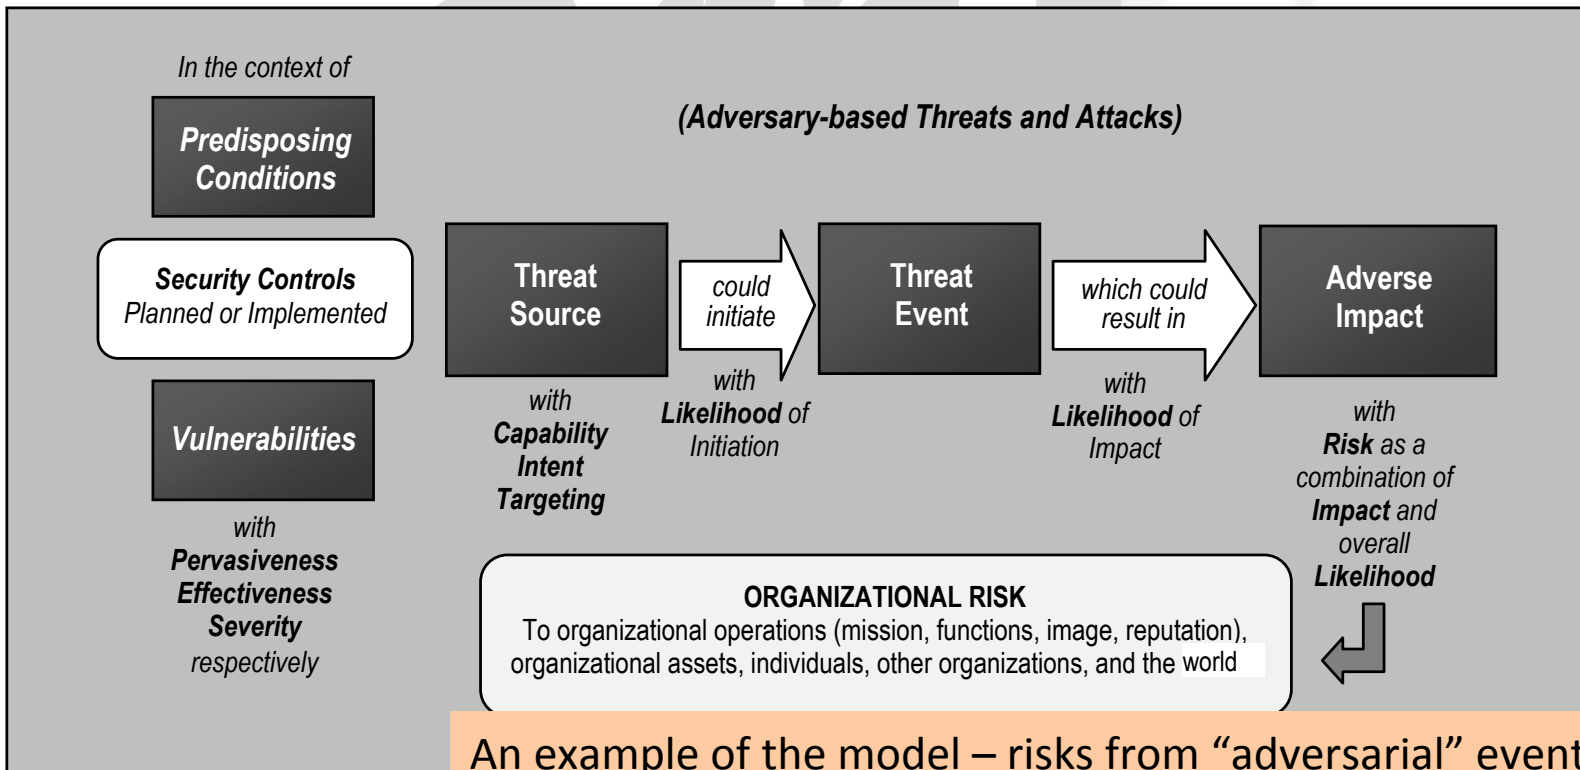 In the context of
Predisposing
Conditions
Security Controls
Planned or Implemented
Vulnerabilities
with
Pervasiveness
Effectiveness
Severity
respectively
(Adversary-based Threats and Attacks)
Threat
Source
with
Capability
Intent
Targeting
could
initiate
with
Likelihood of
Initiation
Threat
Event
which could
result in
with
Likelihood of
Impact
Adverse
Impact
with
Risk as a
combination of
Impact and
overall
Likelihood
ORGANIZATIONAL RISK
To organizational operations (mission, functions, image, reputation),
organizational assets, individuals, other organizations, and the world
An example of the model – risks from “adversarial” event